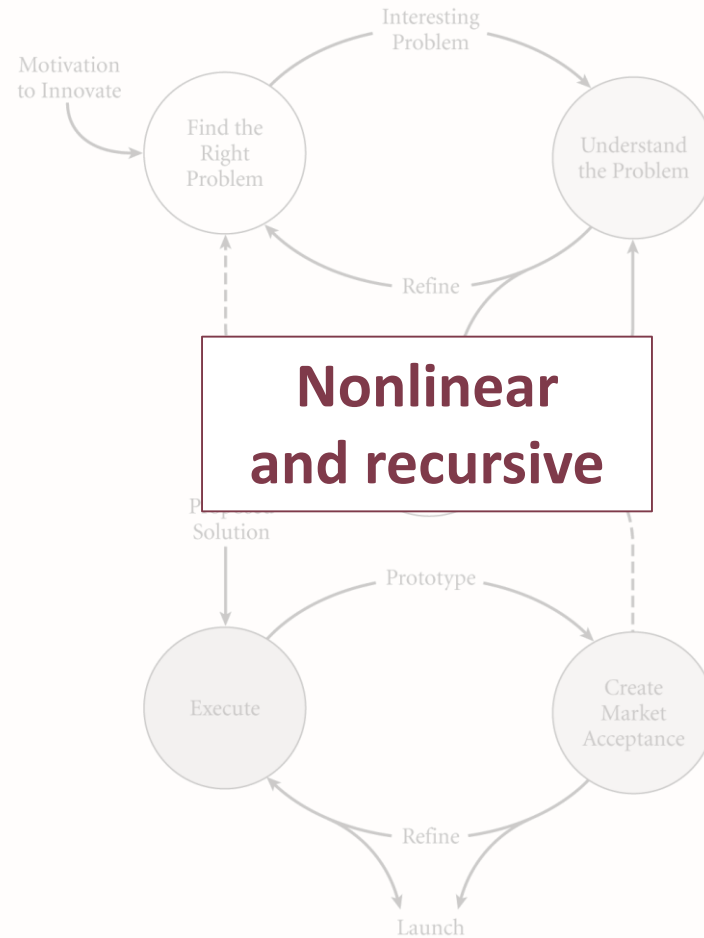 Interesting
Problem
Motivation
to Innovate
Find the
Right
Problem
Understand
the Problem
Refine
Nonlinear
and recursive
Solution
Prototype
Execute
Create
Market
Acceptance
Refine
Launch